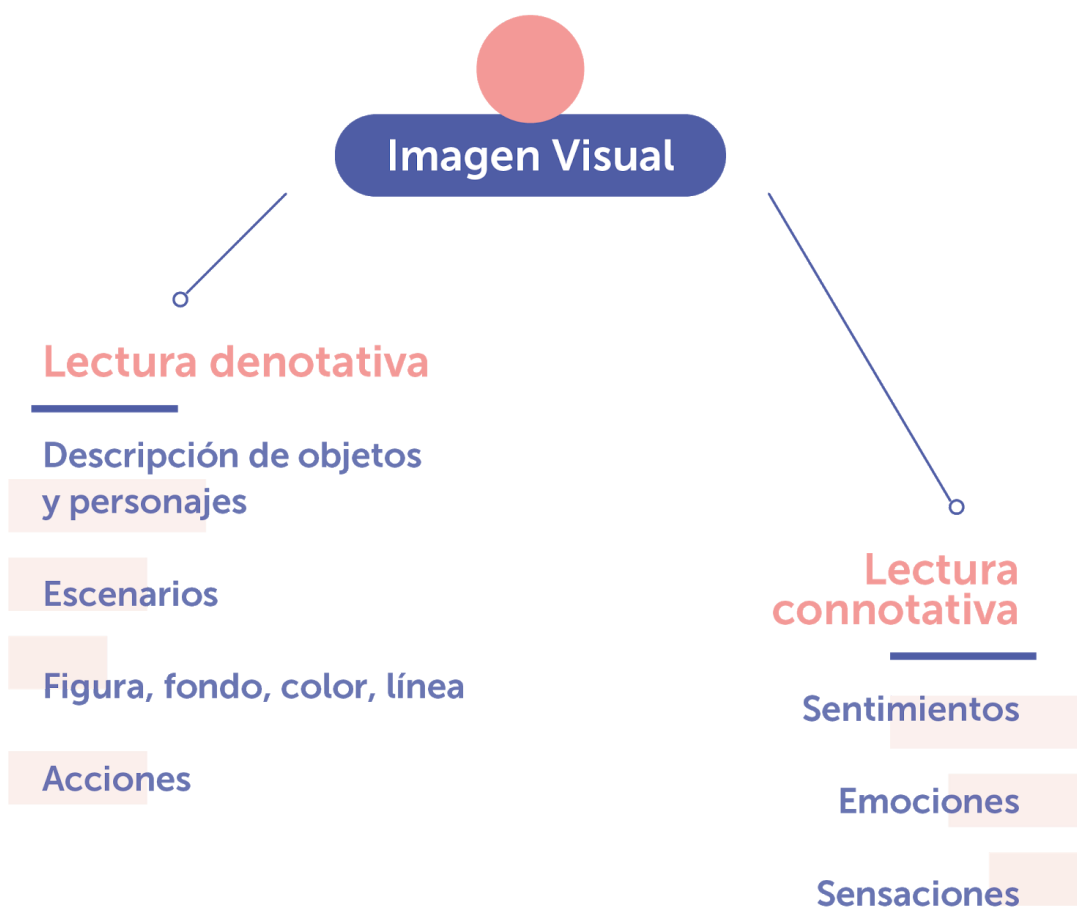 Imagen Visual
Lectura denotativa
Descripción de objetos
y personajes
Escenarios
Figura, fondo, color, línea
Acciones
Lectura
connotativa
Sentimientos
Emociones
Sensaciones